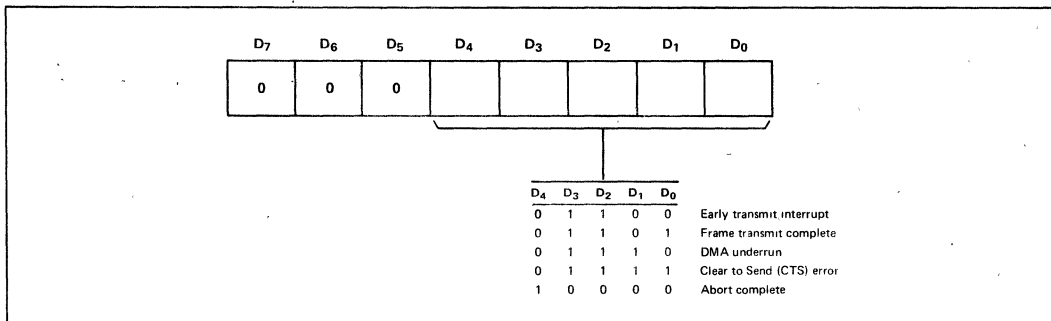 D7 D6 D5 D4 D3 D2 D1 D0
0 0 0
D4 D3 D2 D1 D0
0 1 1 0 0 Early transmit interrupt
0 1 1 0 1 Frame transmit complete
0 1 1 1 0 DMA underrun
0 1 1 1 1 Clear to Send (CTS) error
1 0 0 0 0 Abort complete